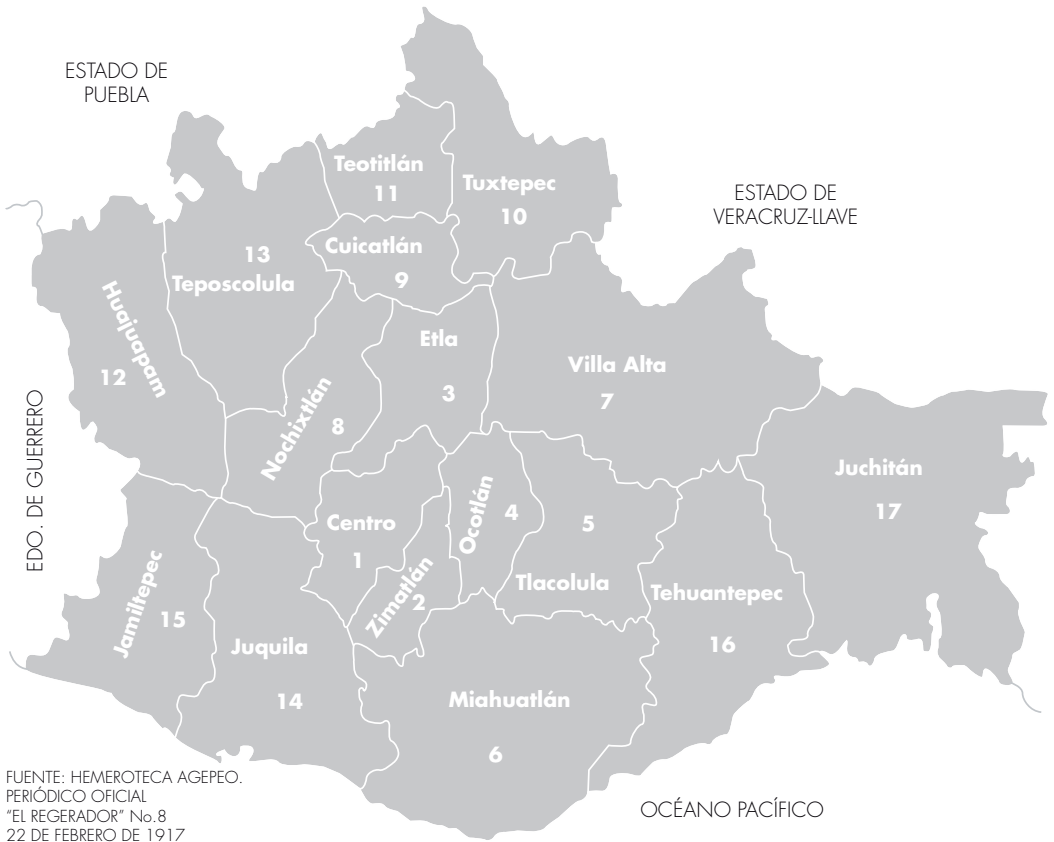 ESTADO DE
PUEBLA
Teotitlán
11
Tuxtepec
10
ESTADO DE
VERACRUZ-LLAVE
Cuicatlán
9
13
Teposcolula
Huajuapam
12
Etla
3
Villa Alta
7
Nochixtlán
8
EDO. DE GUERRERO
Juchitán
17
Centro
1
Ocotlán
4
5
Tlacolula
Zimatlán
2
Tehuantepec
16
Jamiltepec
15
Juquila
14
Miahuatlán
6
OCÉANO PACÍFICO
FUENTE: HEMEROTECA AGEPEO.
PERIÓDICO OFICIAL
"EL REGERADOR" No.8
22 DE FEBRERO DE 1917